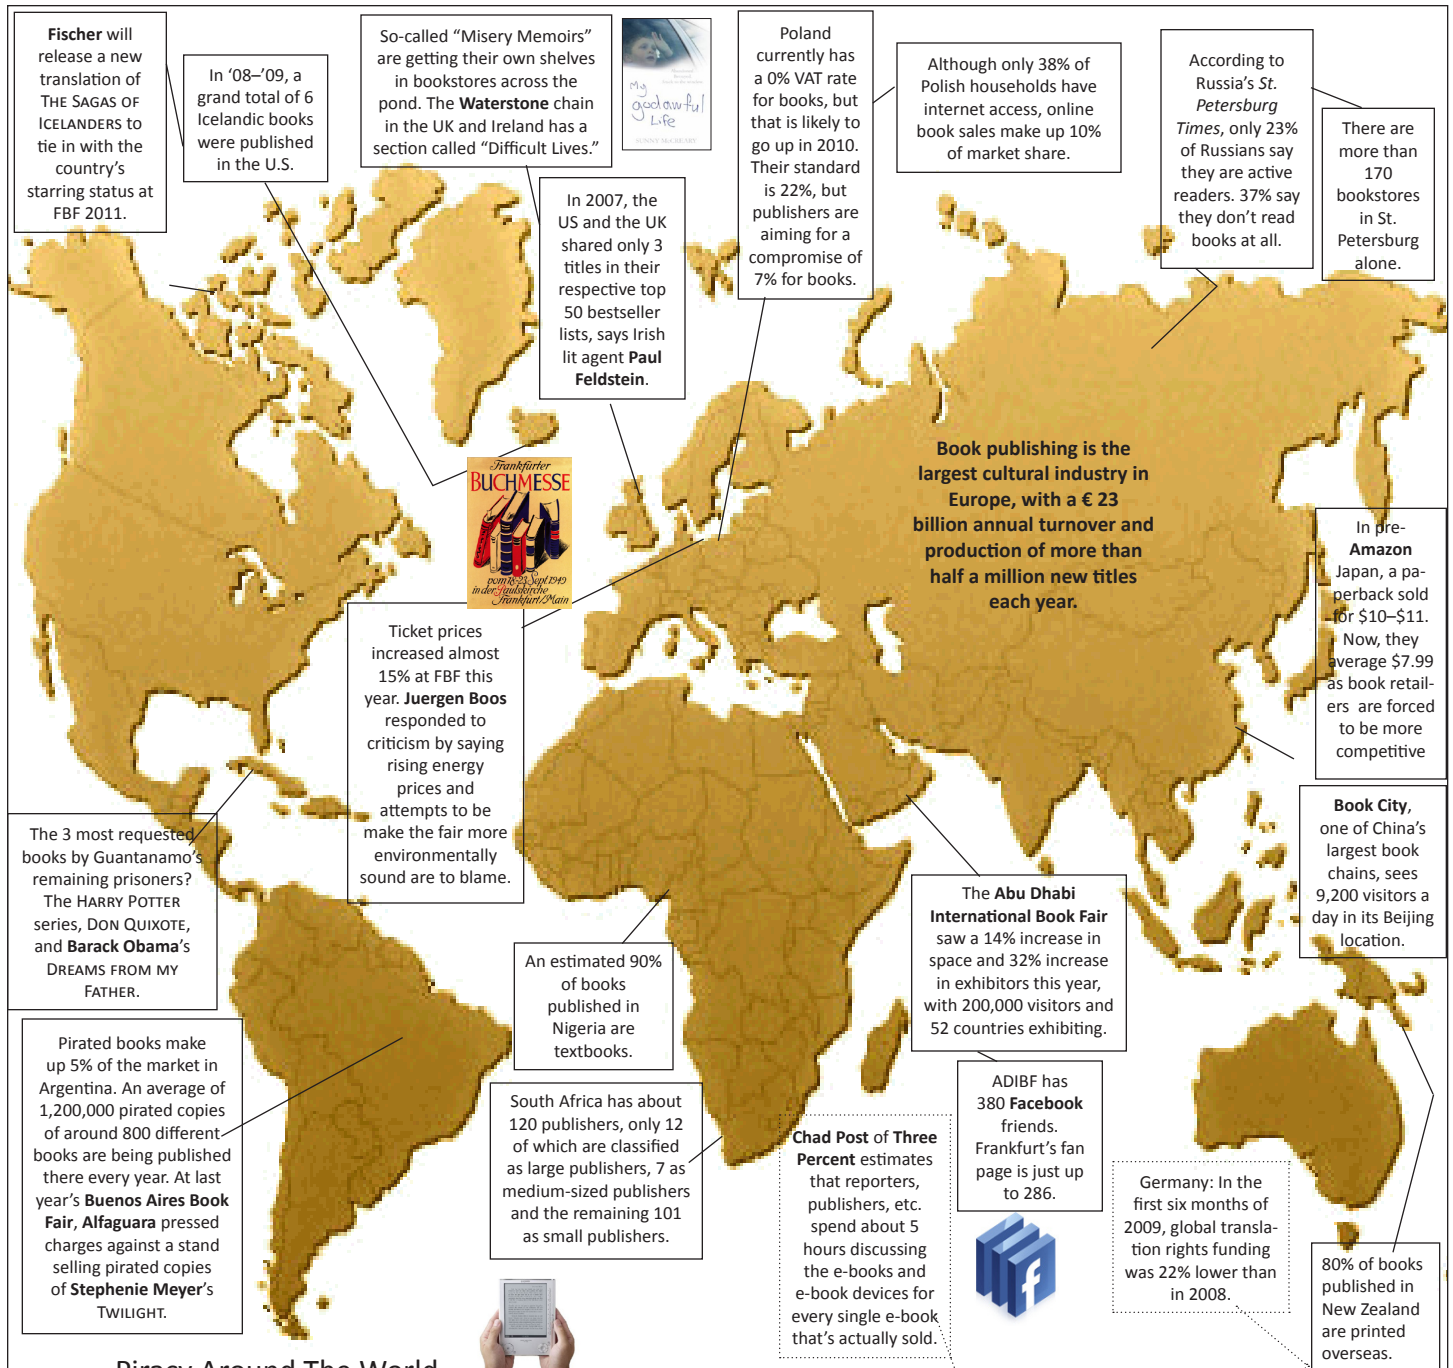 Fischer will
release a new
translation of
THE SAGAS OF
ICELANDERS to
tie in with the
country's
starring status at
FBF 2011.
In '08–'09, a
grand total of 6
Icelandic books
were published
in the U.S.
So-called “Misery Memoirs”
are getting their own shelves
in bookstores across the
pond. The Waterstone chain
in the UK and Ireland has a
section called “Difficult Lives.”
My
godawful
Life
SUNNY McCREARY
In 2007, the
US and the UK
shared only 3
titles in their
respective top
50 bestseller
lists, says Irish
lit agent Paul
Feldstein.
Poland
currently has
a 0% VAT rate
for books, but
that is likely to
go up in 2010.
Their standard
is 22%, but
publishers are
aiming for a
compromise of
7% for books.
Although only 38% of
Polish households have
internet access, online
book sales make up 10%
of market share.
According to
Russia's St.
Petersburg
Times, only 23%
of Russians say
they are active
readers. 37% say
they don't read
books at all.
There are
more than
170
bookstores
in St.
Petersburg
alone.
Book publishing is the
largest cultural industry in
Europe, with a € 23
billion annual turnover and
production of more than
half a million new titles
each year.
Frankfurter
BUCHMESSE
vom 18.-23. Sept. 1949
in der Paulskirche
Frankfurt/Main
In pre-
Amazon
Japan, a pa-
perback sold
for $10–$11.
Now, they
average $7.99
as book retail-
ers are forced
to be more
competitive
Ticket prices
increased almost
15% at FBF this
year. Juergen Boos
responded to
criticism by saying
rising energy
prices and
attempts to be
make the fair more
environmentally
sound are to blame.
Book City,
one of China's
largest book
chains, sees
9,200 visitors a
day in its Beijing
location.
The 3 most requested
books by Guantanamo's
remaining prisoners?
The HARRY POTTER
series, DON QUIXOTE,
and Barack Obama's
DREAMS FROM MY
FATHER.
The Abu Dhabi
International Book Fair
saw a 14% increase in
space and 32% increase
in exhibitors this year,
with 200,000 visitors and
52 countries exhibiting.
An estimated 90%
of books
published in
Nigeria are
textbooks.
Pirated books make
up 5% of the market in
Argentina. An average of
1,200,000 pirated copies
of around 800 different
books are being published
there every year. At last
year's Buenos Aires Book
Fair, Alfaguara pressed
charges against a stand
selling pirated copies
of Stephenie Meyer's
TWILIGHT.
South Africa has about
120 publishers, only 12
of which are classified
as large publishers, 7 as
medium-sized publishers
and the remaining 101
as small publishers.
ADIBF has
380 Facebook
friends.
Frankfurt's fan
page is just up
to 286.
Chad Post of Three
Percent estimates
that reporters,
publishers, etc.
spend about 5
hours discussing
the e-books and
e-book devices for
every single e-book
that's actually sold.
f
Germany: In the
first six months of
2009, global transla-
tion rights funding
was 22% lower than
in 2008.
80% of books
published in
New Zealand
are printed
overseas.
Piracy Around The World